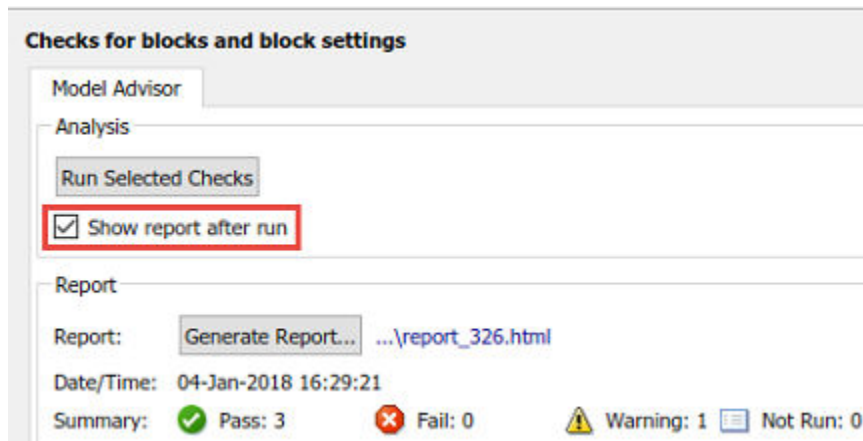 Checks for blocks and block settings
Model Advisor
Analysis
Run Selected Checks
Show report after run
Report
Report: Generate Report... ...\report_326.html
Date/Time: 04-Jan-2018 16:29:21
Summary: Pass: 3 Fail: 0 Warning: 1 Not Run: 0